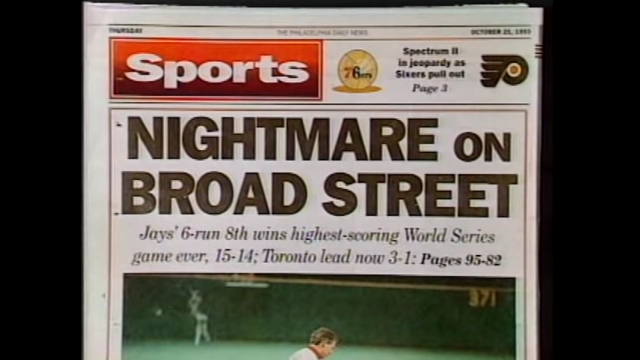 THURSDAY
THE PHILADELPHIA DAILY NEWS
OCTOBER 21, 1993
Sports
76ers
Spectrum II
in jeopardy as
Sixers pull out
Page 3
NIGHTMARE ON
BROAD STREET
Jays' 6-run 8th wins highest-scoring World Series
game ever, 15-14; Toronto lead now 3-1: Pages 95-82
371